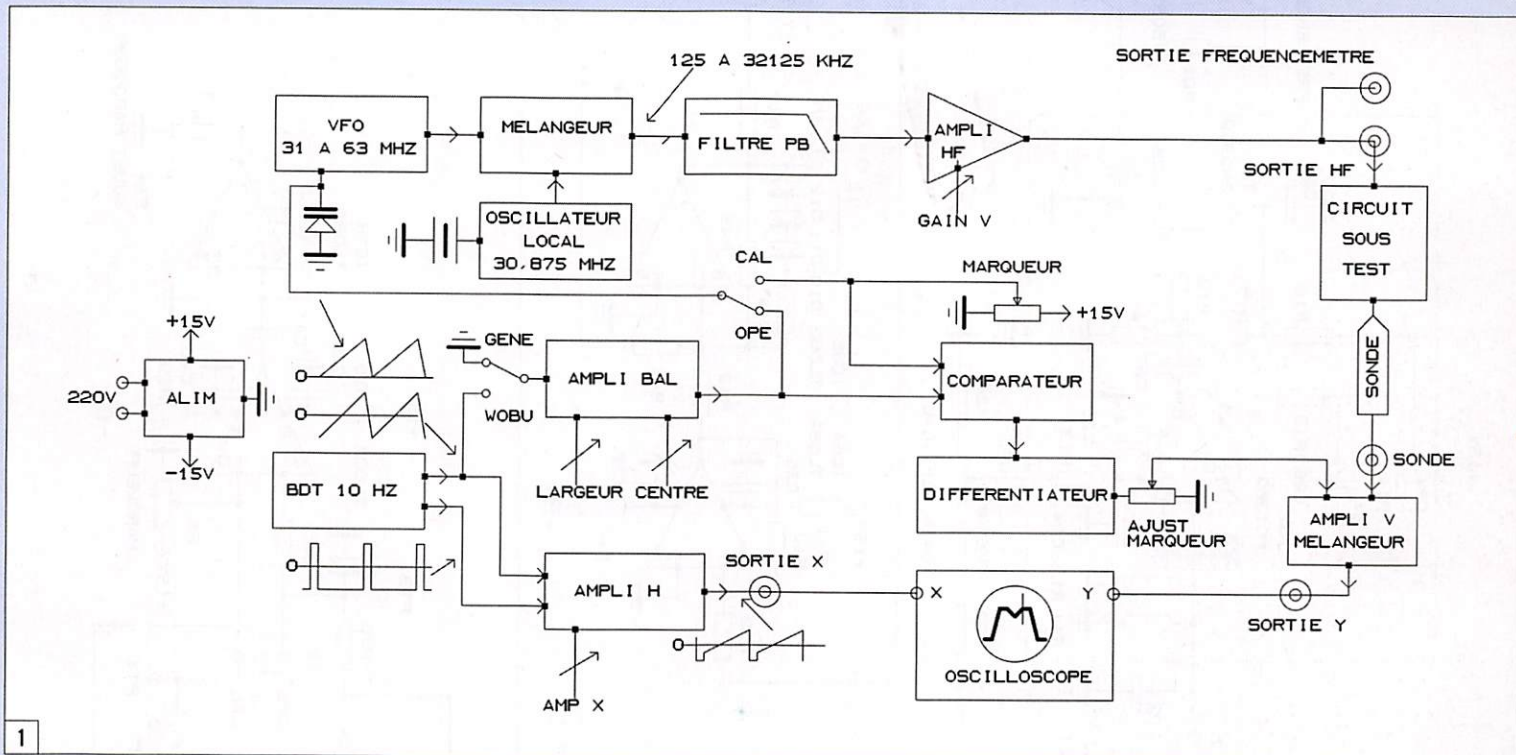 125 A 32125 KHZ
SORTIE FREQUENCEMETRE
VFO
31 A 63 MHZ
MELANGEUR
FILTRE PB
AMPLI
HF
SORTIE HF
GAIN V
OSCILLATEUR
LOCAL
30,875 MHZ
CIRCUIT
SOUS
TEST
CAL
OPE
MARQUEUR
+15V
+15V
220V
ALIM
-15V
O
O
GENE
WOBU
AMPLI BAL
COMPARATEUR
SONDE
SONDE
LARGEUR CENTRE
BDT 10 HZ
DIFFERENTIATEUR
AJUST
MARQUEUR
AMPLI V
MELANGEUR
O
AMPLI H
SORTIE X
O
AMP X
X
Y
OSCILLOSCOPE
SORTIE Y
1